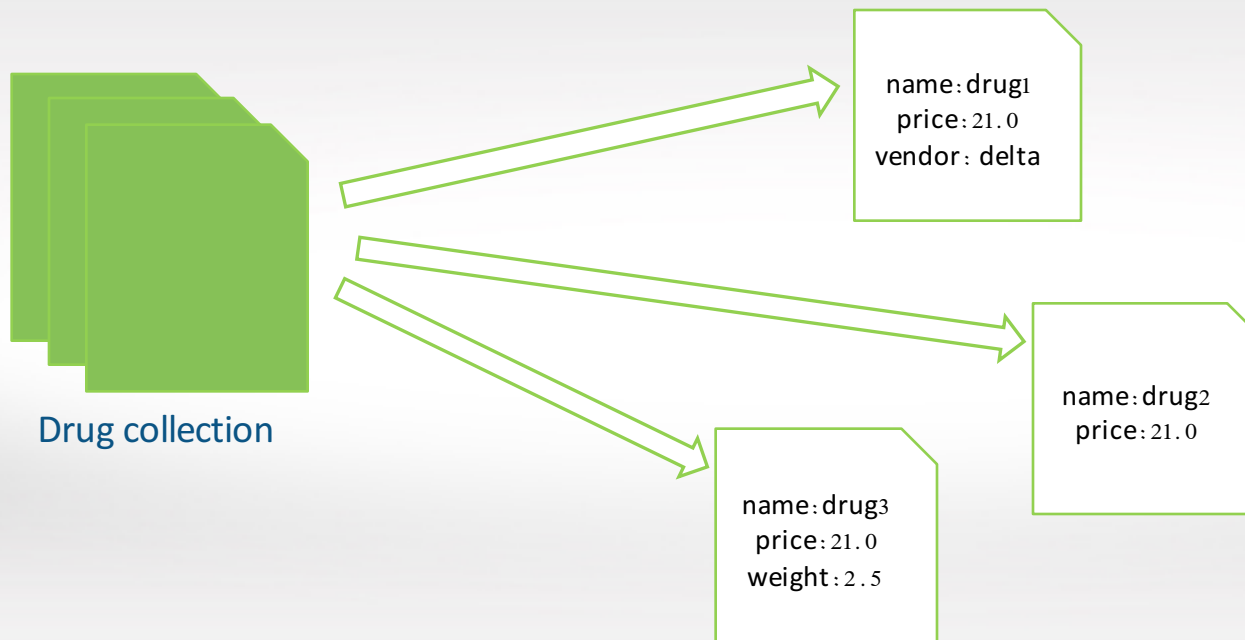 name:drug1
price:21.0
vendor: delta
Drug collection
name:drug2
price:21.0
name:drug3
price:21.0
weight:2.5